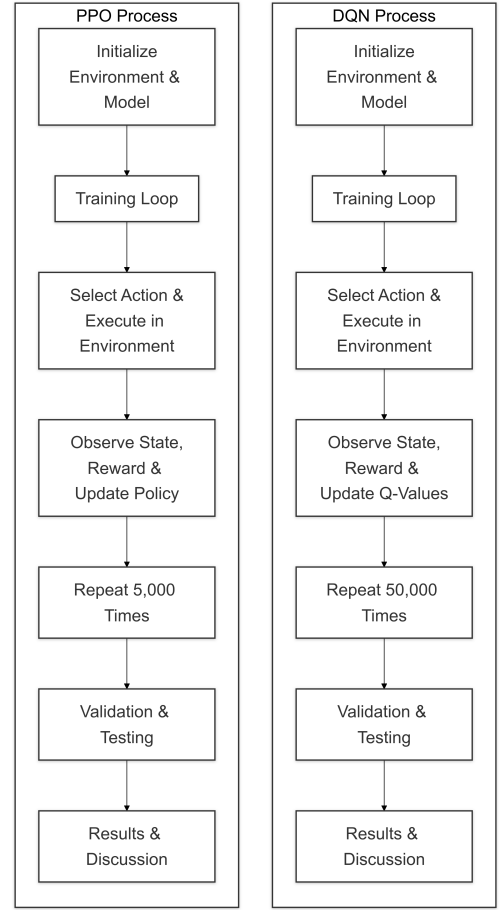 PPO Process
Initialize
Environment &
Model
Training Loop
Select Action &
Execute in
Environment
Observe State,
Reward &
Update Policy
Repeat 5,000
Times
Validation &
Testing
Results &
Discussion
DQN Process
Initialize
Environment &
Model
Training Loop
Select Action &
Execute in
Environment
Observe State,
Reward &
Update Q-Values
Repeat 50,000
Times
Validation &
Testing
Results &
Discussion